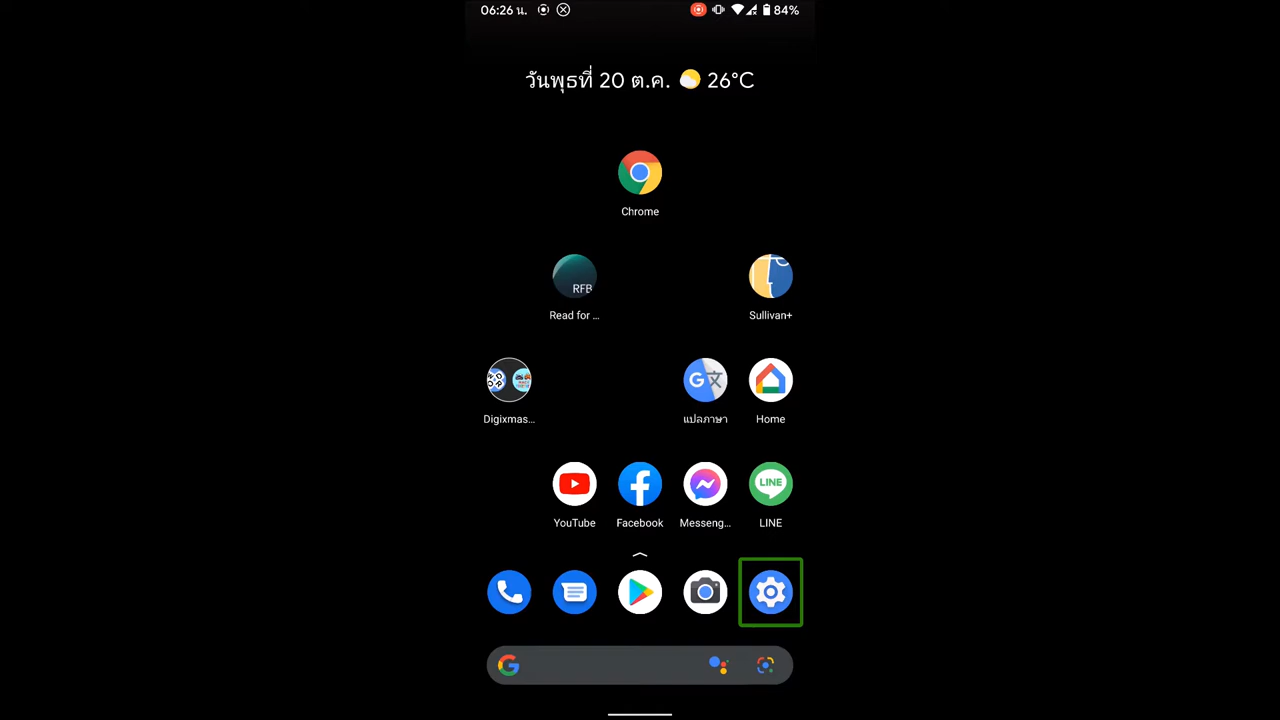 06:26 น. 84%
วันพุธที่ 20 ต.ค. 26°C
Chrome
RFB
Read for ... Sullivan+
Digixmas... แปลภาษา Home
LINE
YouTube Facebook Messeng... LINE